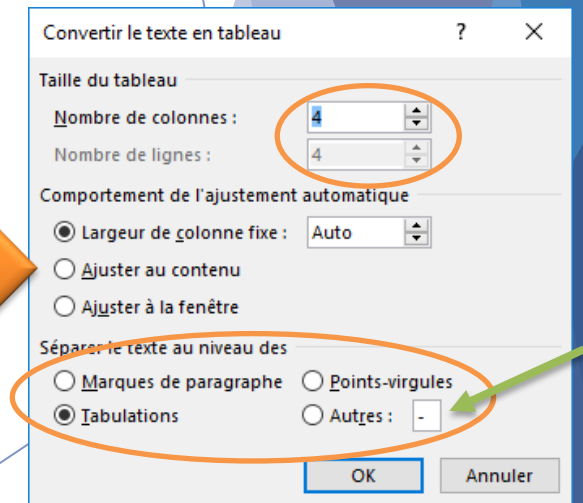 Convertir le texte en tableau ? ×
Taille du tableau
Nombre de colonnes : 4
Nombre de lignes : 4
Comportement de l'ajustement automatique
Largeur de colonne fixe : Auto
Ajuster au contenu
Ajuster à la fenêtre
Séparer le texte au niveau des
Marques de paragraphe Points-virgules
Tabulations Autres : -
OK Annuler